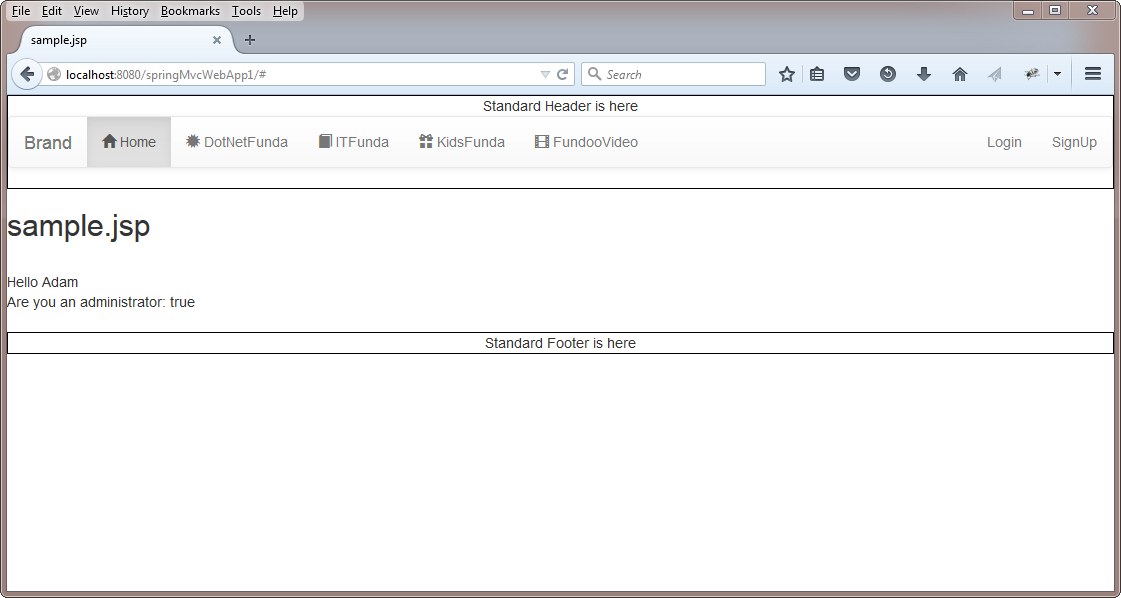 File Edit View History Bookmarks Tools Help
sample.jsp
localhost:8080/springMvcWebApp1/#
Search
Standard Header is here
Brand Home DotNetFunda ITFunda KidsFunda FundooVideo Login SignUp
sample.jsp
Hello Adam
Are you an administrator: true
Standard Footer is here